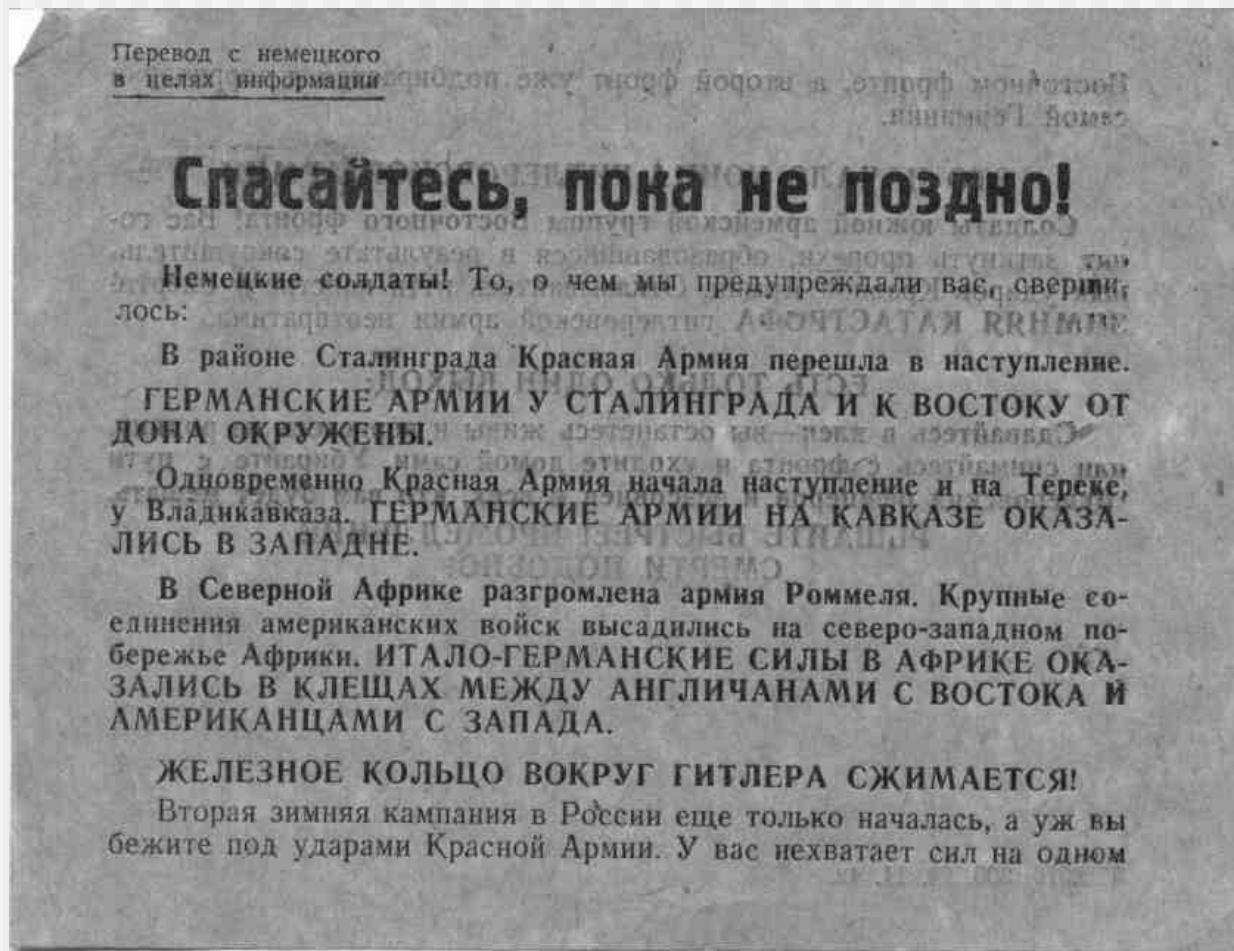 Перевод с немецкого
в целях информации
Спасайтесь, пока не поздно!
Немецкие солдаты! То, о чем мы предупреждали вас, сверши-
лось:
В районе Сталинграда Красная Армия перешла в наступление.
ГЕРМАНСКИЕ АРМИИ У СТАЛИНГРАДА И К ВОСТОКУ ОТ
ДОНА ОКРУЖЕНЫ.
Одновременно Красная Армия начала наступление и на Тереке,
у Владикавказа. ГЕРМАНСКИЕ АРМИИ НА КАВКАЗЕ ОКАЗА-
ЛИСЬ В ЗАПАДНЕ.
В Северной Африке разгромлена армия Роммеля. Крупные со-
единения американских войск высадились на северо-западном по-
бережье Африки. ИТАЛО-ГЕРМАНСКИЕ СИЛЫ В АФРИКЕ ОКА-
ЗАЛИСЬ В КЛЕЩАХ МЕЖДУ АНГЛИЧАНАМИ С ВОСТОКА И
АМЕРИКАНЦАМИ С ЗАПАДА.
ЖЕЛЕЗНОЕ КОЛЬЦО ВОКРУГ ГИТЛЕРА СЖИМАЕТСЯ!
Вторая зимняя кампания в России еще только началась, а уж вы
бежите под ударами Красной Армии. У вас нехватает сил на одном